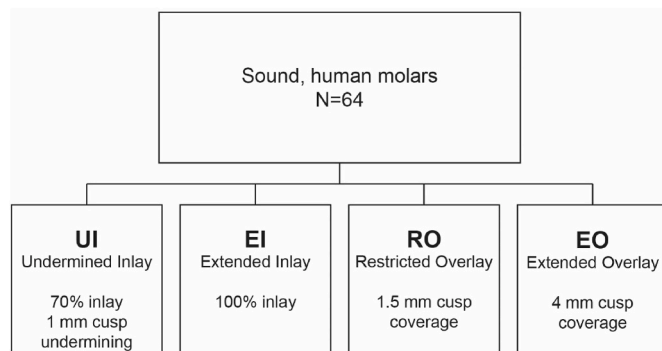 Sound, human molars
N=64
UI
Undermined Inlay
70% inlay
1 mm cusp
undermining
EI
Extended Inlay
100% inlay
RO
Restricted Overlay
1.5 mm cusp
coverage
EO
Extended Overlay
4 mm cusp
coverage